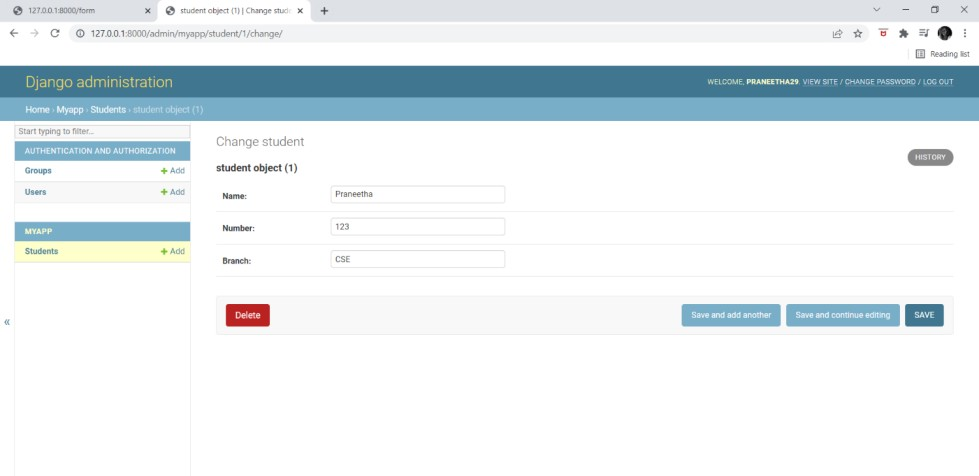 127.0.0.1:8000/form
student object (1) | Change stude
127.0.0.1:8000/admin/myapp/student/1/change/
Reading list
Django administration
WELCOME, PRANEETHA29. VIEW SITE / CHANGE PASSWORD / LOG OUT
Home › Myapp › Students › student object (1)
Start typing to filter...
AUTHENTICATION AND AUTHORIZATION
Groups + Add
Users + Add
MYAPP
Students + Add
«
Change student
HISTORY
student object (1)
Name: Praneetha
Number: 123
Branch: CSE
Delete
Save and add another
Save and continue editing
SAVE